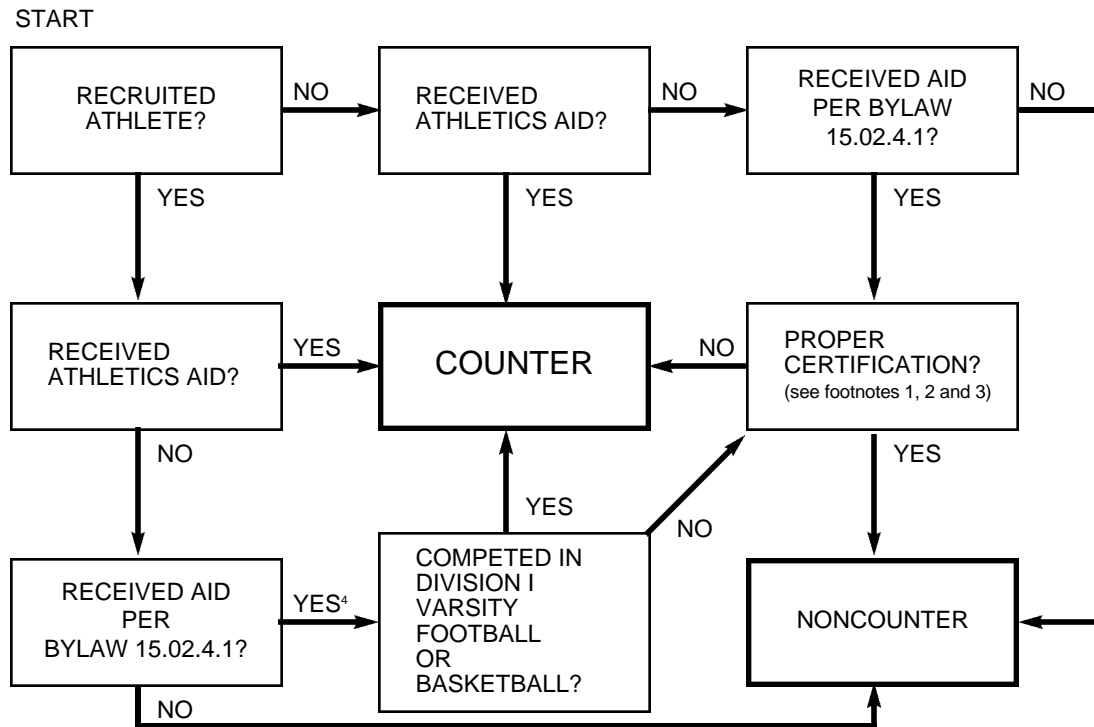 START
RECRUITED
ATHLETE?
NO
RECEIVED
ATHLETICS AID?
NO
RECEIVED AID
PER BYLAW
15.02.4.1?
NO
YES
YES
YES
RECEIVED
ATHLETICS AID?
YES
COUNTER
NO
PROPER
CERTIFICATION?
(see footnotes 1, 2 and 3)
NO
YES
NO
YES
RECEIVED AID
PER
BYLAW 15.02.4.1?
YES⁴
COMPETED IN
DIVISION I
VARSITY
FOOTBALL
OR
BASKETBALL?
NONCOUNTER
NO